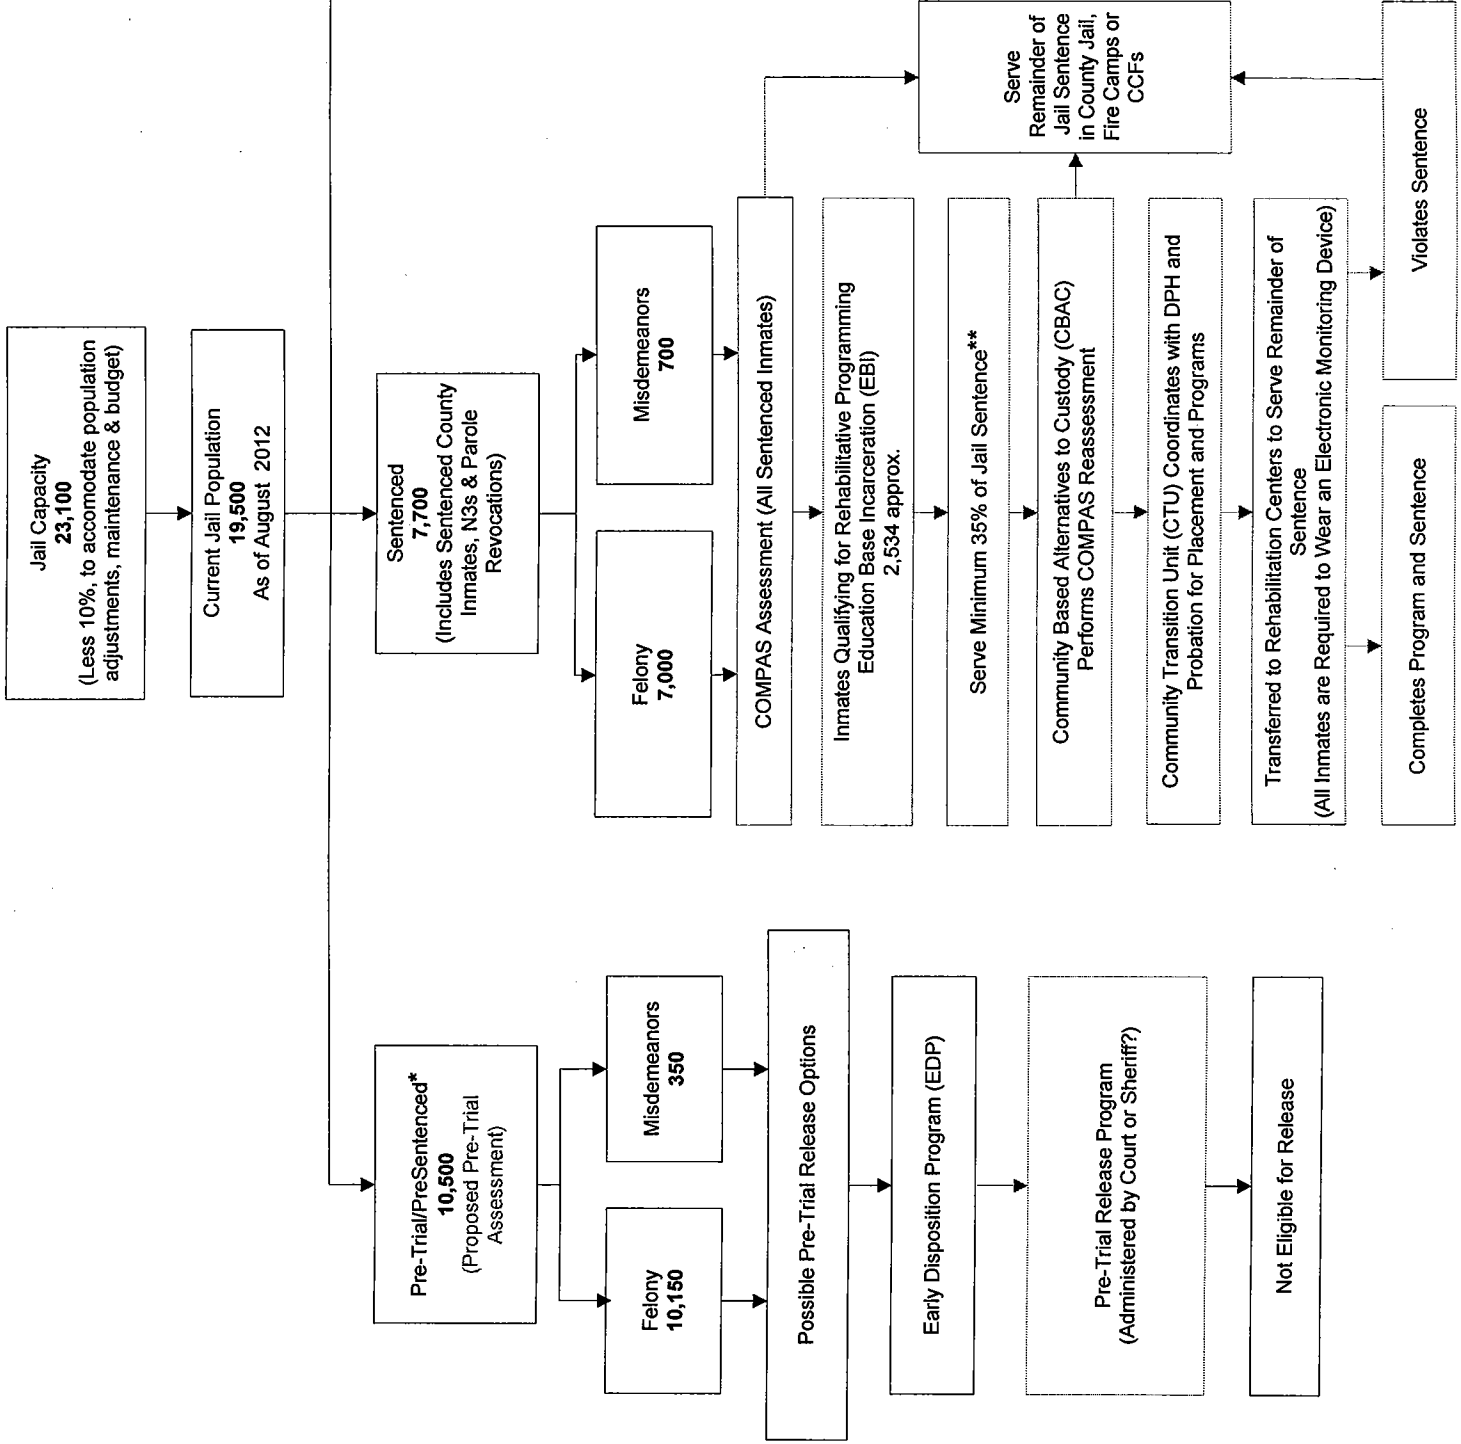 Jail Capacity
23,100
(Less 10%, to accomodate population
adjustments, maintenance & budget)
Current Jail Population
19,500
As of August 2012
Pre-Trial/PreSentenced*
10,500
(Proposed Pre-Trial
Assessment)
Felony
10,150
Misdemeanors
350
Possible Pre-Trial Release Options
Early Disposition Program (EDP)
Pre-Trial Release Program
(Administered by Court or Sheriff?)
Not Eligible for Release
Sentenced
7,700
(Includes Sentenced County
Inmates, N3s & Parole
Revocations)
Felony
7,000
Misdemeanors
700
COMPAS Assessment (All Sentenced Inmates)
Inmates Qualifying for Rehabilitative Programming
Education Base Incarceration (EBI)
2,534 approx.
Serve Minimum 35% of Jail Sentence**
Community Based Alternatives to Custody (CBAC)
Performs COMPAS Reassessment
Community Transition Unit (CTU) Coordinates with DPH and
Probation for Placement and Programs
Transferred to Rehabilitation Centers to Serve Remainder of
Sentence
(All Inmates are Required to Wear an Electronic Monitoring Device)
Completes Program and Sentence
Violates Sentence
Serve
Remainder of
Jail Sentence
in County Jail,
Fire Camps or
CCFs